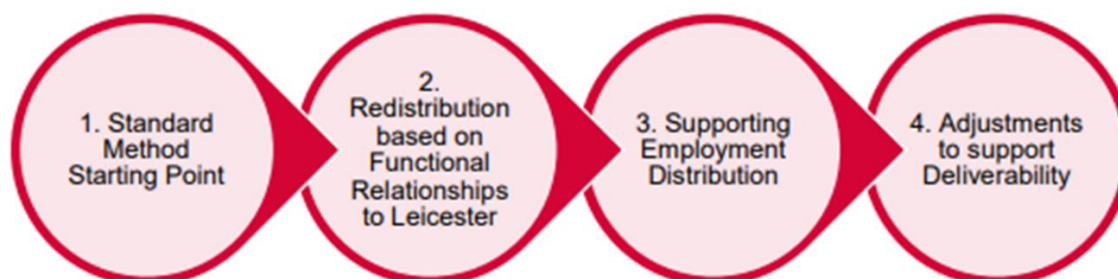 1. Standard
Method
Starting Point
2.
Redistribution
based on
Functional
Relationships
to Leicester
3. Supporting
Employment
Distribution
4. Adjustments
to support
Deliverability